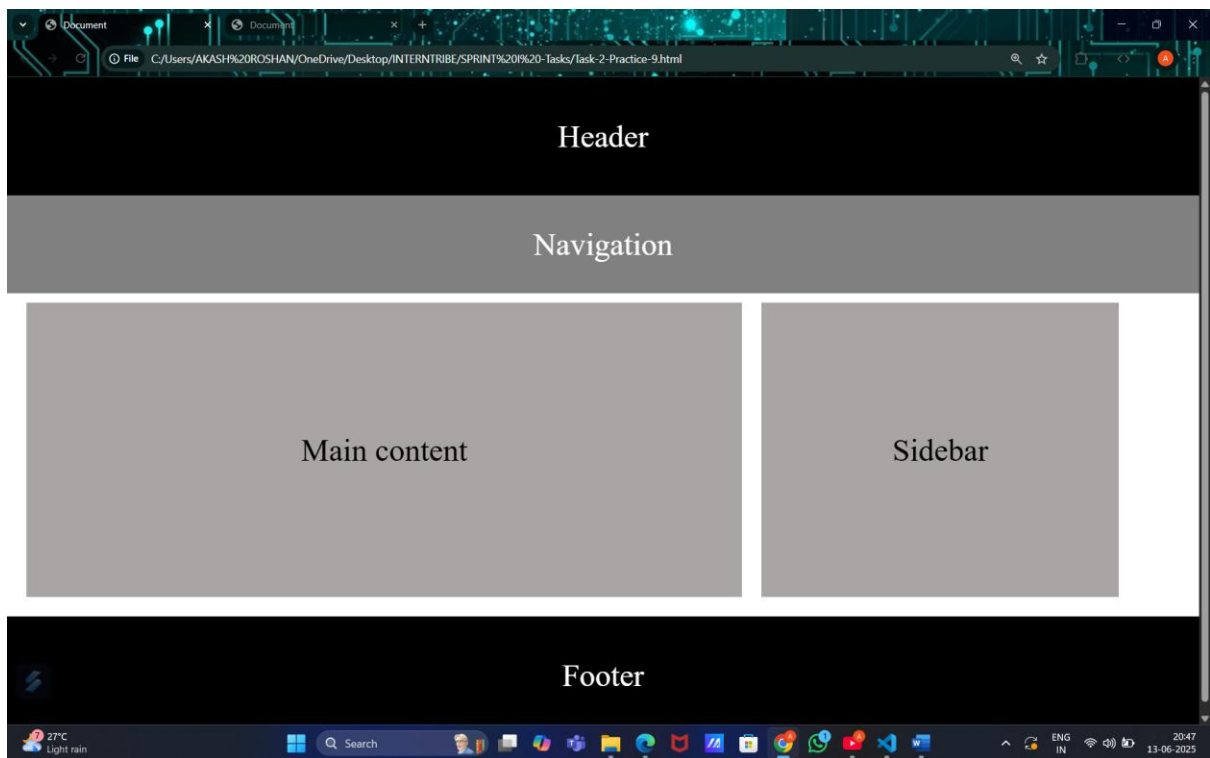 Document
Document
File C:/Users/AKASH%20ROSHAN/OneDrive/Desktop/INTERNTRIBE/SPRINT%20I%20-Tasks/Task-2-Practice-9.html
A
Header
Navigation
Main content
Sidebar
Footer
27°C
Light rain
Search
ENG
IN
20:47
13-06-2025